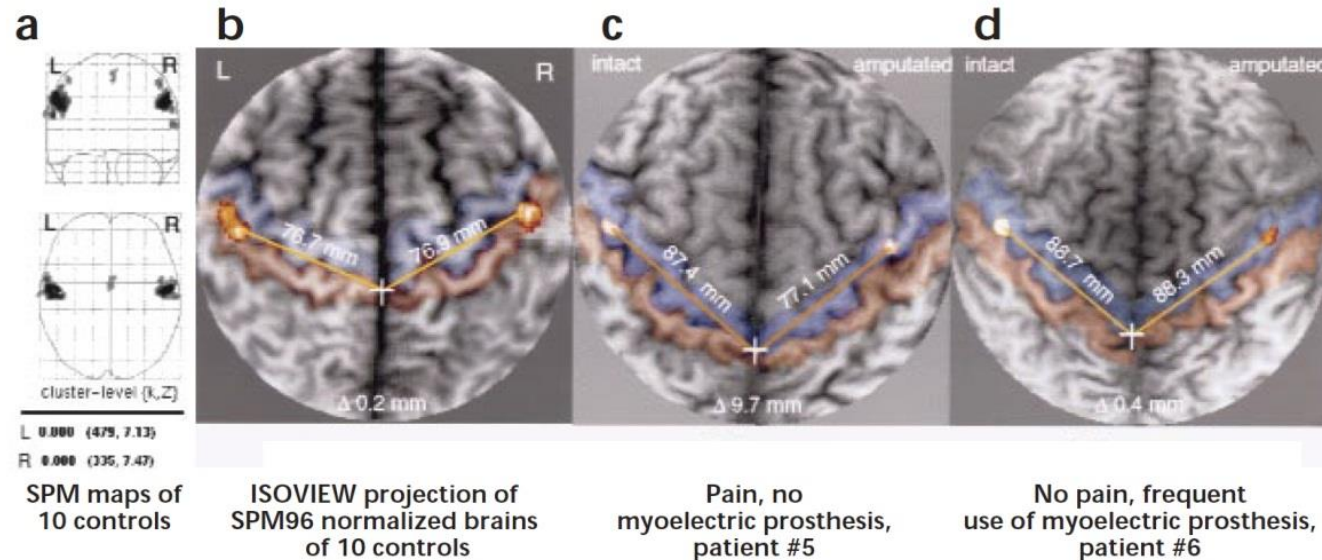 a
L R
L R
cluster-level {k,Z}
L 0.000 (479, 7.13)
R 0.000 (335, 7.47)
SPM maps of
10 controls
b
L R
76.7 mm 76.9 mm
Δ 0.2 mm
ISOVIEW projection of
SPM96 normalized brains
of 10 controls
c
intact amputated
87.4 mm 77.1 mm
Δ 9.7 mm
Pain, no
myoelectric prosthesis,
patient #5
d
intact amputated
88.7 mm 88.3 mm
Δ 0.4 mm
No pain, frequent
use of myoelectric prosthesis,
patient #6